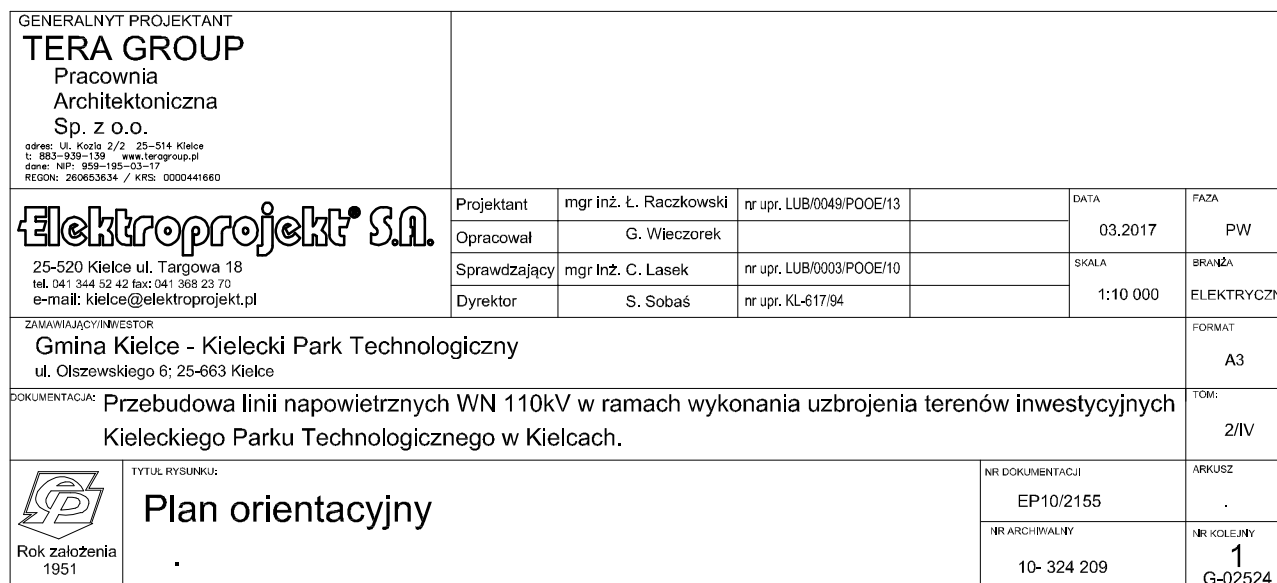 GENERALNYT PROJEKTANT
TERA GROUP
Pracownia
Architektoniczna
Sp. z o.o.
adres: Ul. Kozla 2/2 25-514 Kielce
t: 883-939-139 www.teragroup.pl
dane: NIP: 959-195-03-17
REGON: 260653634 / KRS: 0000441660
Elektroprojekt S.A.
25-520 Kielce ul. Targowa 18
tel. 041 344 52 42 fax: 041 368 23 70
e-mail: kielce@elektroprojekt.pl
Projektant mgr inż. Ł. Raczkowski nr upr. LUB/0049/POOE/13
Opracował G. Wieczorek
Sprawdzający mgr inż. C. Lasek nr upr. LUB/0003/POOE/10
Dyrektor S. Sobaś nr upr. KL-617/94
DATA
03.2017
FAZA
PW
SKALA
1:10 000
BRANŻA
ELEKTRYCZN
ZAMAWIAJĄCY/INWESTOR
Gmina Kielce - Kielecki Park Technologiczny
ul. Olszewskiego 6; 25-663 Kielce
FORMAT
A3
DOKUMENTACJA: Przebudowa linii napowietrznych WN 110kV w ramach wykonania uzbrojenia terenów inwestycyjnych
Kieleckiego Parku Technologicznego w Kielcach.
TOM:
2/IV
EP
Rok założenia
1951
TYTUŁ RYSUNKU:
Plan orientacyjny
.
NR DOKUMENTACJI
EP10/2155
ARKUSZ
.
NR ARCHIWALNY
10- 324 209
NR KOLEJNY
1
G-02524